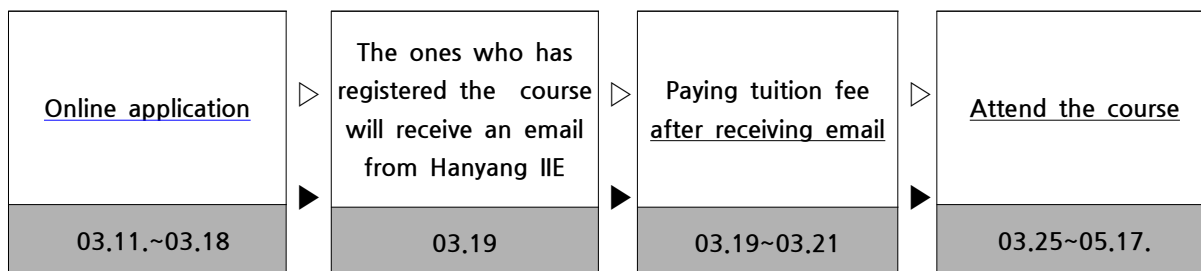 Online application
03.11.~03.18
▷
▶
The ones who has
registered the course
will receive an email
from Hanyang IIE
03.19
▷
▶
Paying tuition fee
after receiving email
03.19~03.21
▷
▶
Attend the course
03.25~05.17.